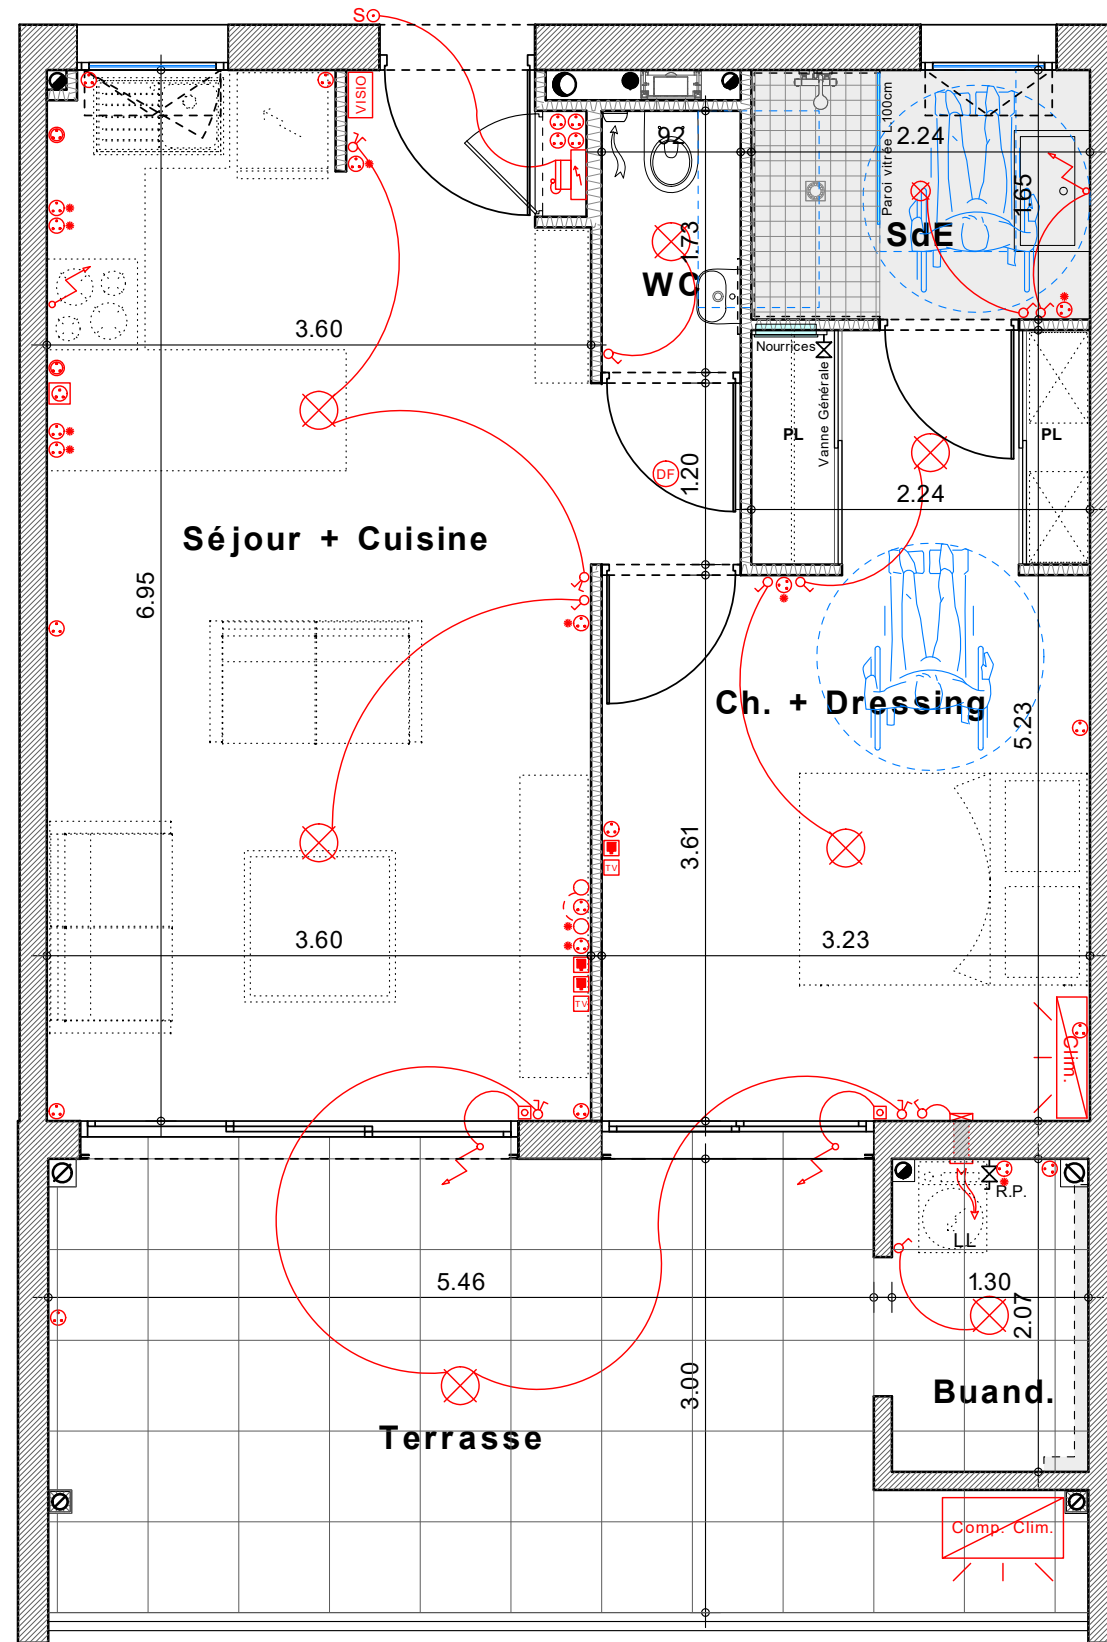 S
VISIO
92
Paroi vitrée L.100cm
2.24
1.65
1.73
SdE
WC
3.60
Nourrices
Vanne Générale
PL
PL
DF
1.20
2.24
Séjour + Cuisine
6.95
Ch. + Dressing
5.23
3.61
TV
3.60
3.23
TV
Clim.
R.P.
LL
5.46
1.30
2.07
3.00
Buand.
Terrasse
Comp. Clim.